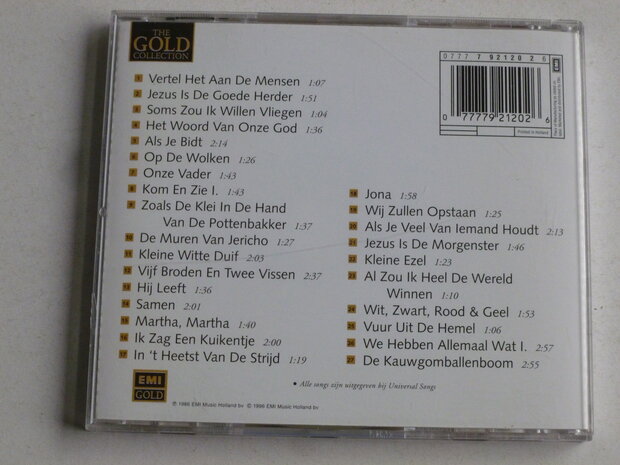 THE
GOLD
COLLECTION
1 Vertel Het Aan De Mensen 1:07
2 Jezus Is De Goede Herder 1:51
3 Soms Zou Ik Willen Vliegen 1:04
4 Het Woord Van Onze God 1:36
5 Als Je Bidt 2:14
6 Op De Wolken 1:26
7 Onze Vader 1:43
8 Kom En Zie I. 1:43
9 Zoals De Klei In De Hand
Van De Pottenbakker 1:37
10 De Muren Van Jericho 1:27
11 Kleine Witte Duif 2:03
12 Vijf Broden En Twee Vissen 2:37
13 Hij Leeft 1:36
14 Samen 2:01
15 Martha, Martha 1:40
16 Ik Zag Een Kuikentje 2:00
17 In 't Heetst Van De Strijd 1:19
EMI
GOLD
℗ 1986 EMI Music Holland bv © 1996 EMI Music Holland bv
0777 7 92120 2 6
0 77779 21202 6
EMI
Printed in Holland
18 Jona 1:58
19 Wij Zullen Opstaan 1:25
20 Als Je Veel Van Iemand Houdt 2:13
21 Jezus Is De Morgenster 1:46
22 Kleine Ezel 1:23
23 Al Zou Ik Heel De Wereld
Winnen 1:10
24 Wit, Zwart, Rood & Geel 1:53
25 Vuur Uit De Hemel 1:06
26 We Hebben Allemaal Wat I. 2:57
27 De Kauwgomballenboom 2:55
• Alle songs zijn uitgegeven bij Universal Songs